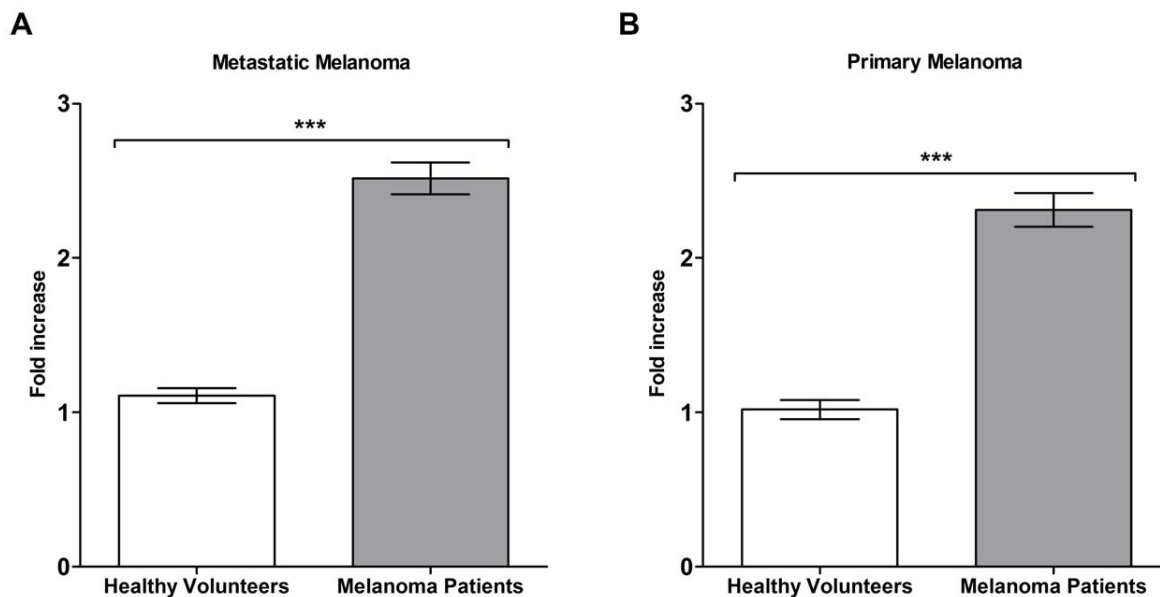 A
Metastatic Melanoma
3
2
1
0
Fold increase
***
Healthy Volunteers
Melanoma Patients
B
Primary Melanoma
3
2
1
0
Fold increase
***
Healthy Volunteers
Melanoma Patients